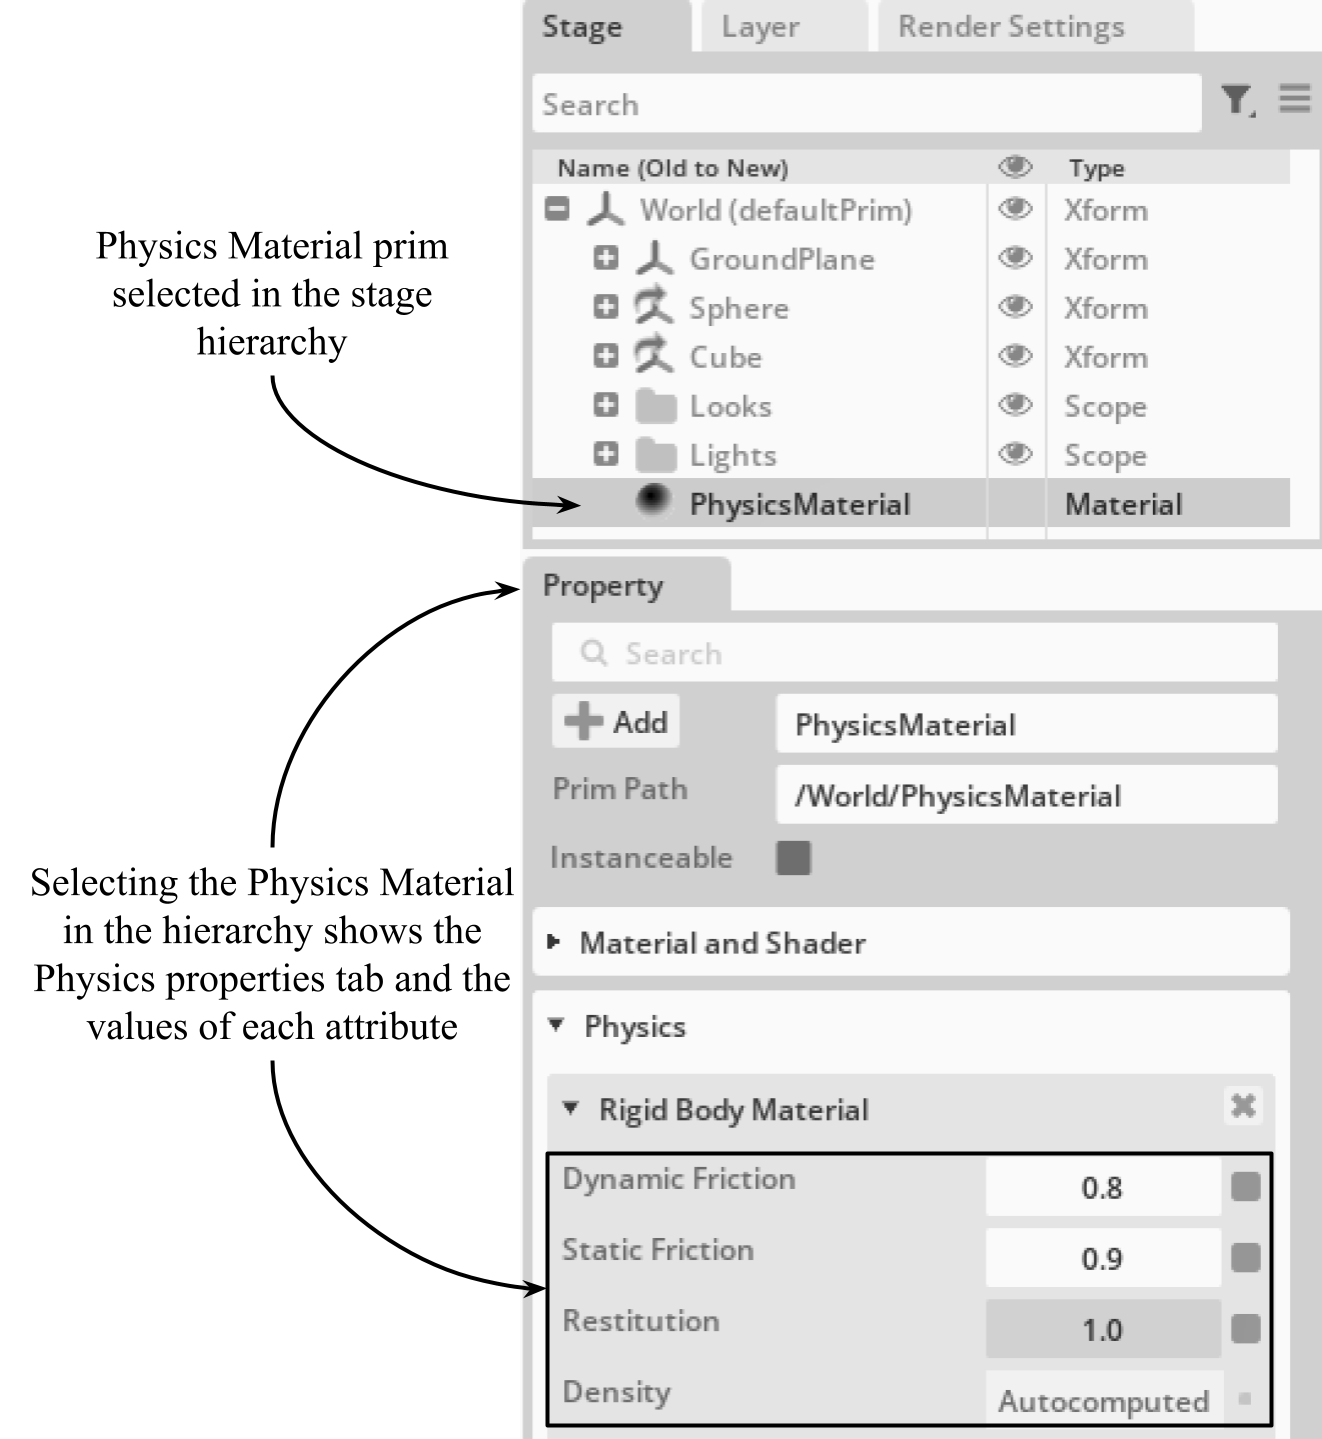 Stage Layer Render Settings
Search
Name (Old to New) Type
World (defaultPrim) Xform
GroundPlane Xform
Sphere Xform
Cube Xform
Looks Scope
Lights Scope
PhysicsMaterial Material
Physics Material prim
selected in the stage
hierarchy
Property
Search
Add PhysicsMaterial
Prim Path /World/PhysicsMaterial
Instanceable
Selecting the Physics Material
in the hierarchy shows the
Physics properties tab and the
values of each attribute
Material and Shader
Physics
Rigid Body Material
Dynamic Friction 0.8
Static Friction 0.9
Restitution 1.0
Density Autocomputed